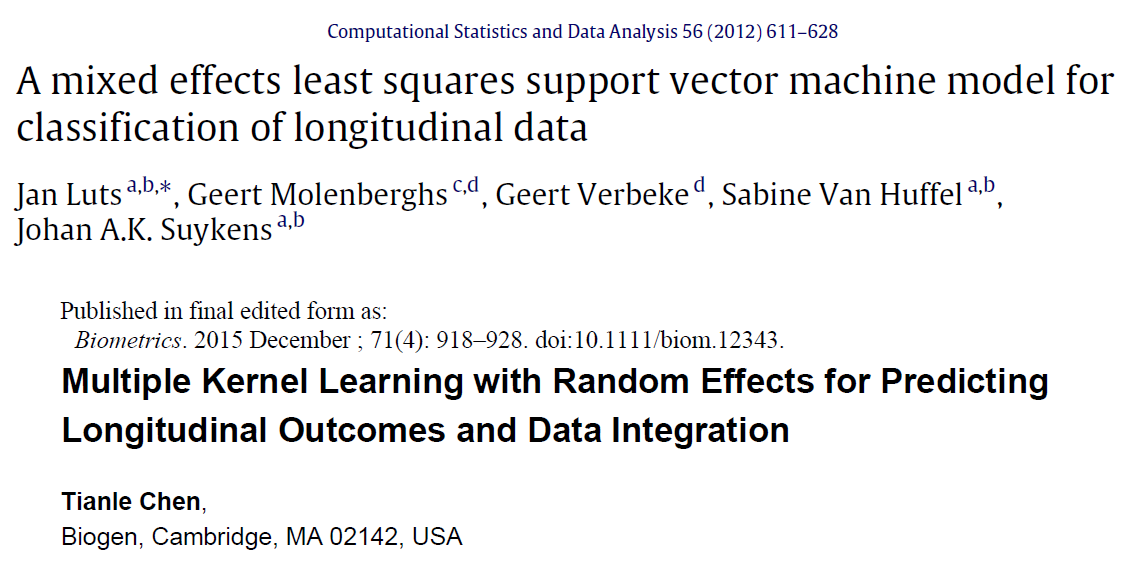 Computational Statistics and Data Analysis 56 (2012) 611–628
A mixed effects least squares support vector machine model for
classification of longitudinal data
Jan Luts a,b,*, Geert Molenberghs c,d, Geert Verbeke d, Sabine Van Huffel a,b,
Johan A.K. Suykens a,b
Published in final edited form as:
Biometrics. 2015 December ; 71(4): 918–928. doi:10.1111/biom.12343.
Multiple Kernel Learning with Random Effects for Predicting
Longitudinal Outcomes and Data Integration
Tianle Chen,
Biogen, Cambridge, MA 02142, USA